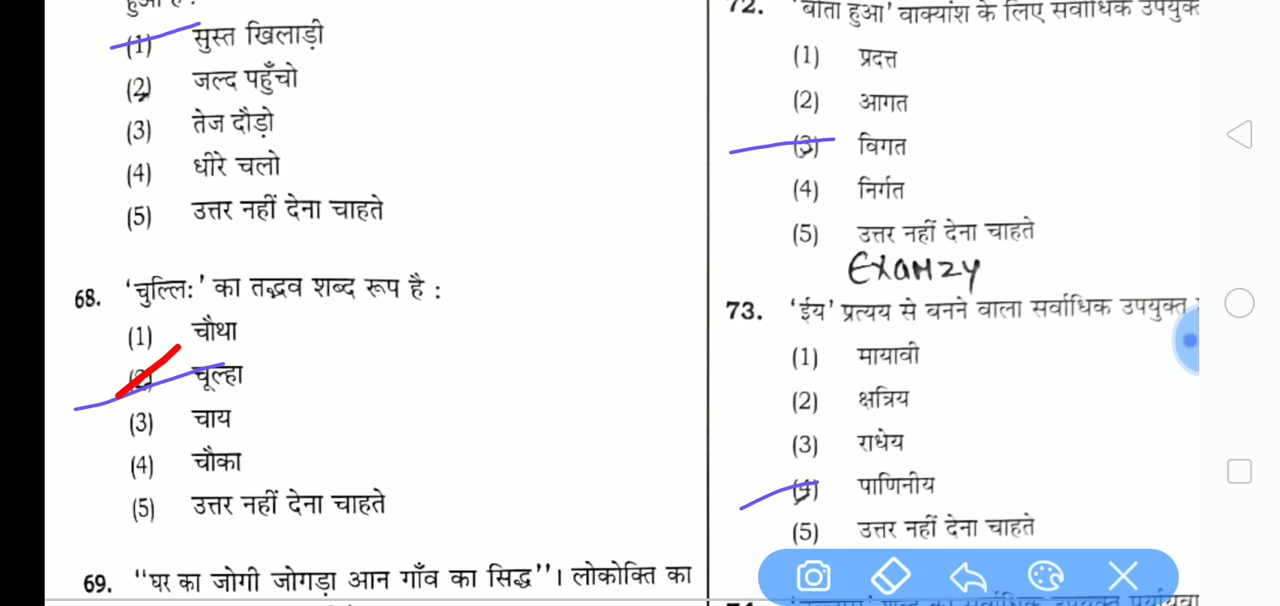 हुआ है :
(1) सुस्त खिलाड़ी
(2) जल्द पहुँचो
(3) तेज दौड़ो
(4) धीरे चलो
(5) उत्तर नहीं देना चाहते
68. 'चुल्लिः' का तद्भव शब्द रूप है :
(1) चौथा
(2) चूल्हा
(3) चाय
(4) चौका
(5) उत्तर नहीं देना चाहते
69. "घर का जोगी जोगड़ा आन गाँव का सिद्ध"। लोकोक्ति का
72. 'बीता हुआ' वाक्यांश के लिए सर्वाधिक
(1) प्रदत्त
(2) आगत
(3) विगत
(4) निर्गत
(5) उत्तर नहीं देना चाहते
EXAMZY
73. 'ईय' प्रत्यय से बनने वाला सर्वाधिक उपयुक्त
(1) मायावी
(2) क्षत्रिय
(3) राधेय
(4) पाणिनीय
(5) उत्तर नहीं देना चाहते